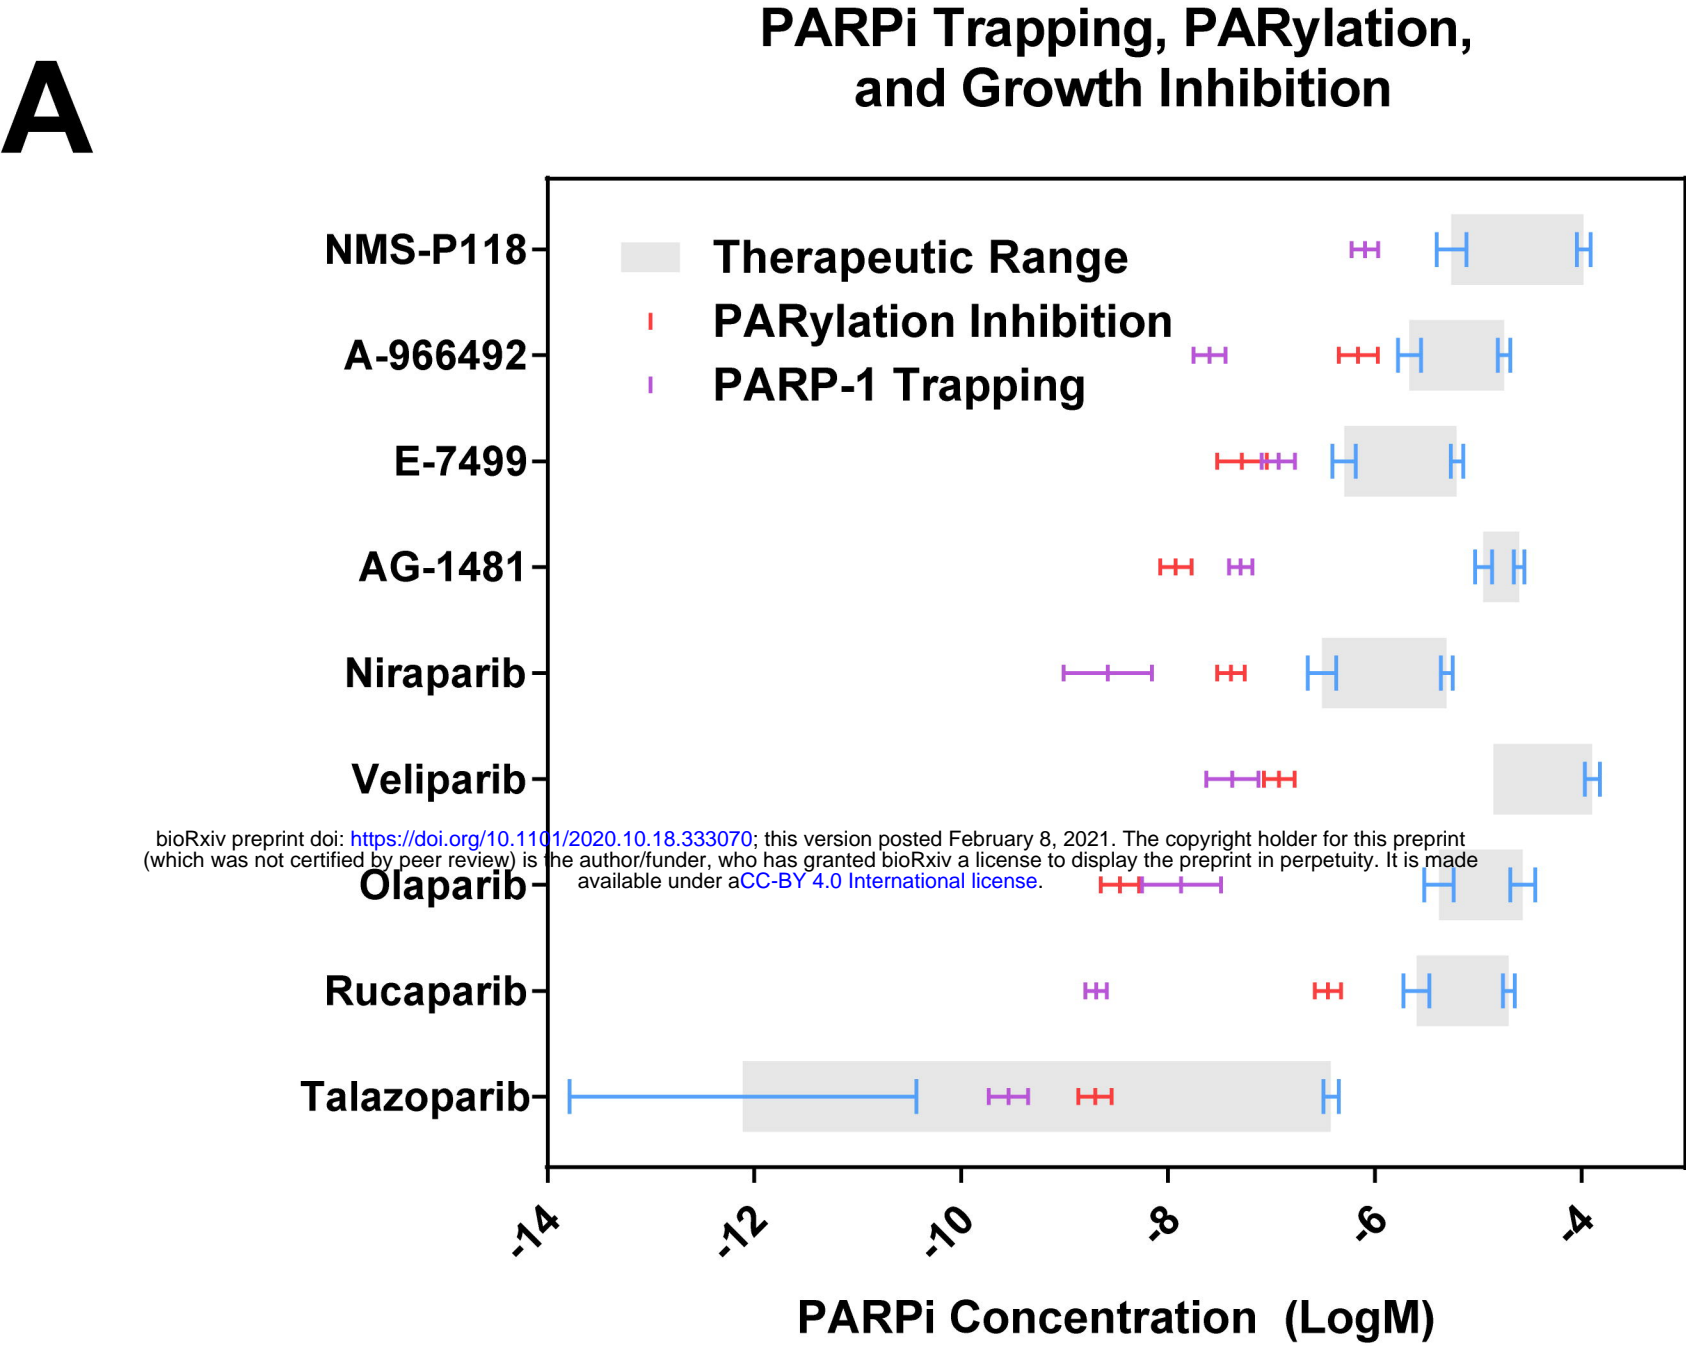 A
PARPi Trapping, PARylation,
and Growth Inhibition
NMS-P118
Therapeutic Range
PARylation Inhibition
A-966492
PARP-1 Trapping
E-7499
AG-1481
Niraparib
Veliparib
bioRxiv preprint doi: https://doi.org/10.1101/2020.10.18.333070; this version posted February 8, 2021. The copyright holder for this preprint
(which was not certified by peer review) is the author/funder, who has granted bioRxiv a license to display the preprint in perpetuity. It is made
available under aCC-BY 4.0 International license.
Olaparib
Rucaparib
Talazoparib
-14 -12 -10 -8 -6 -4
PARPi Concentration (LogM)